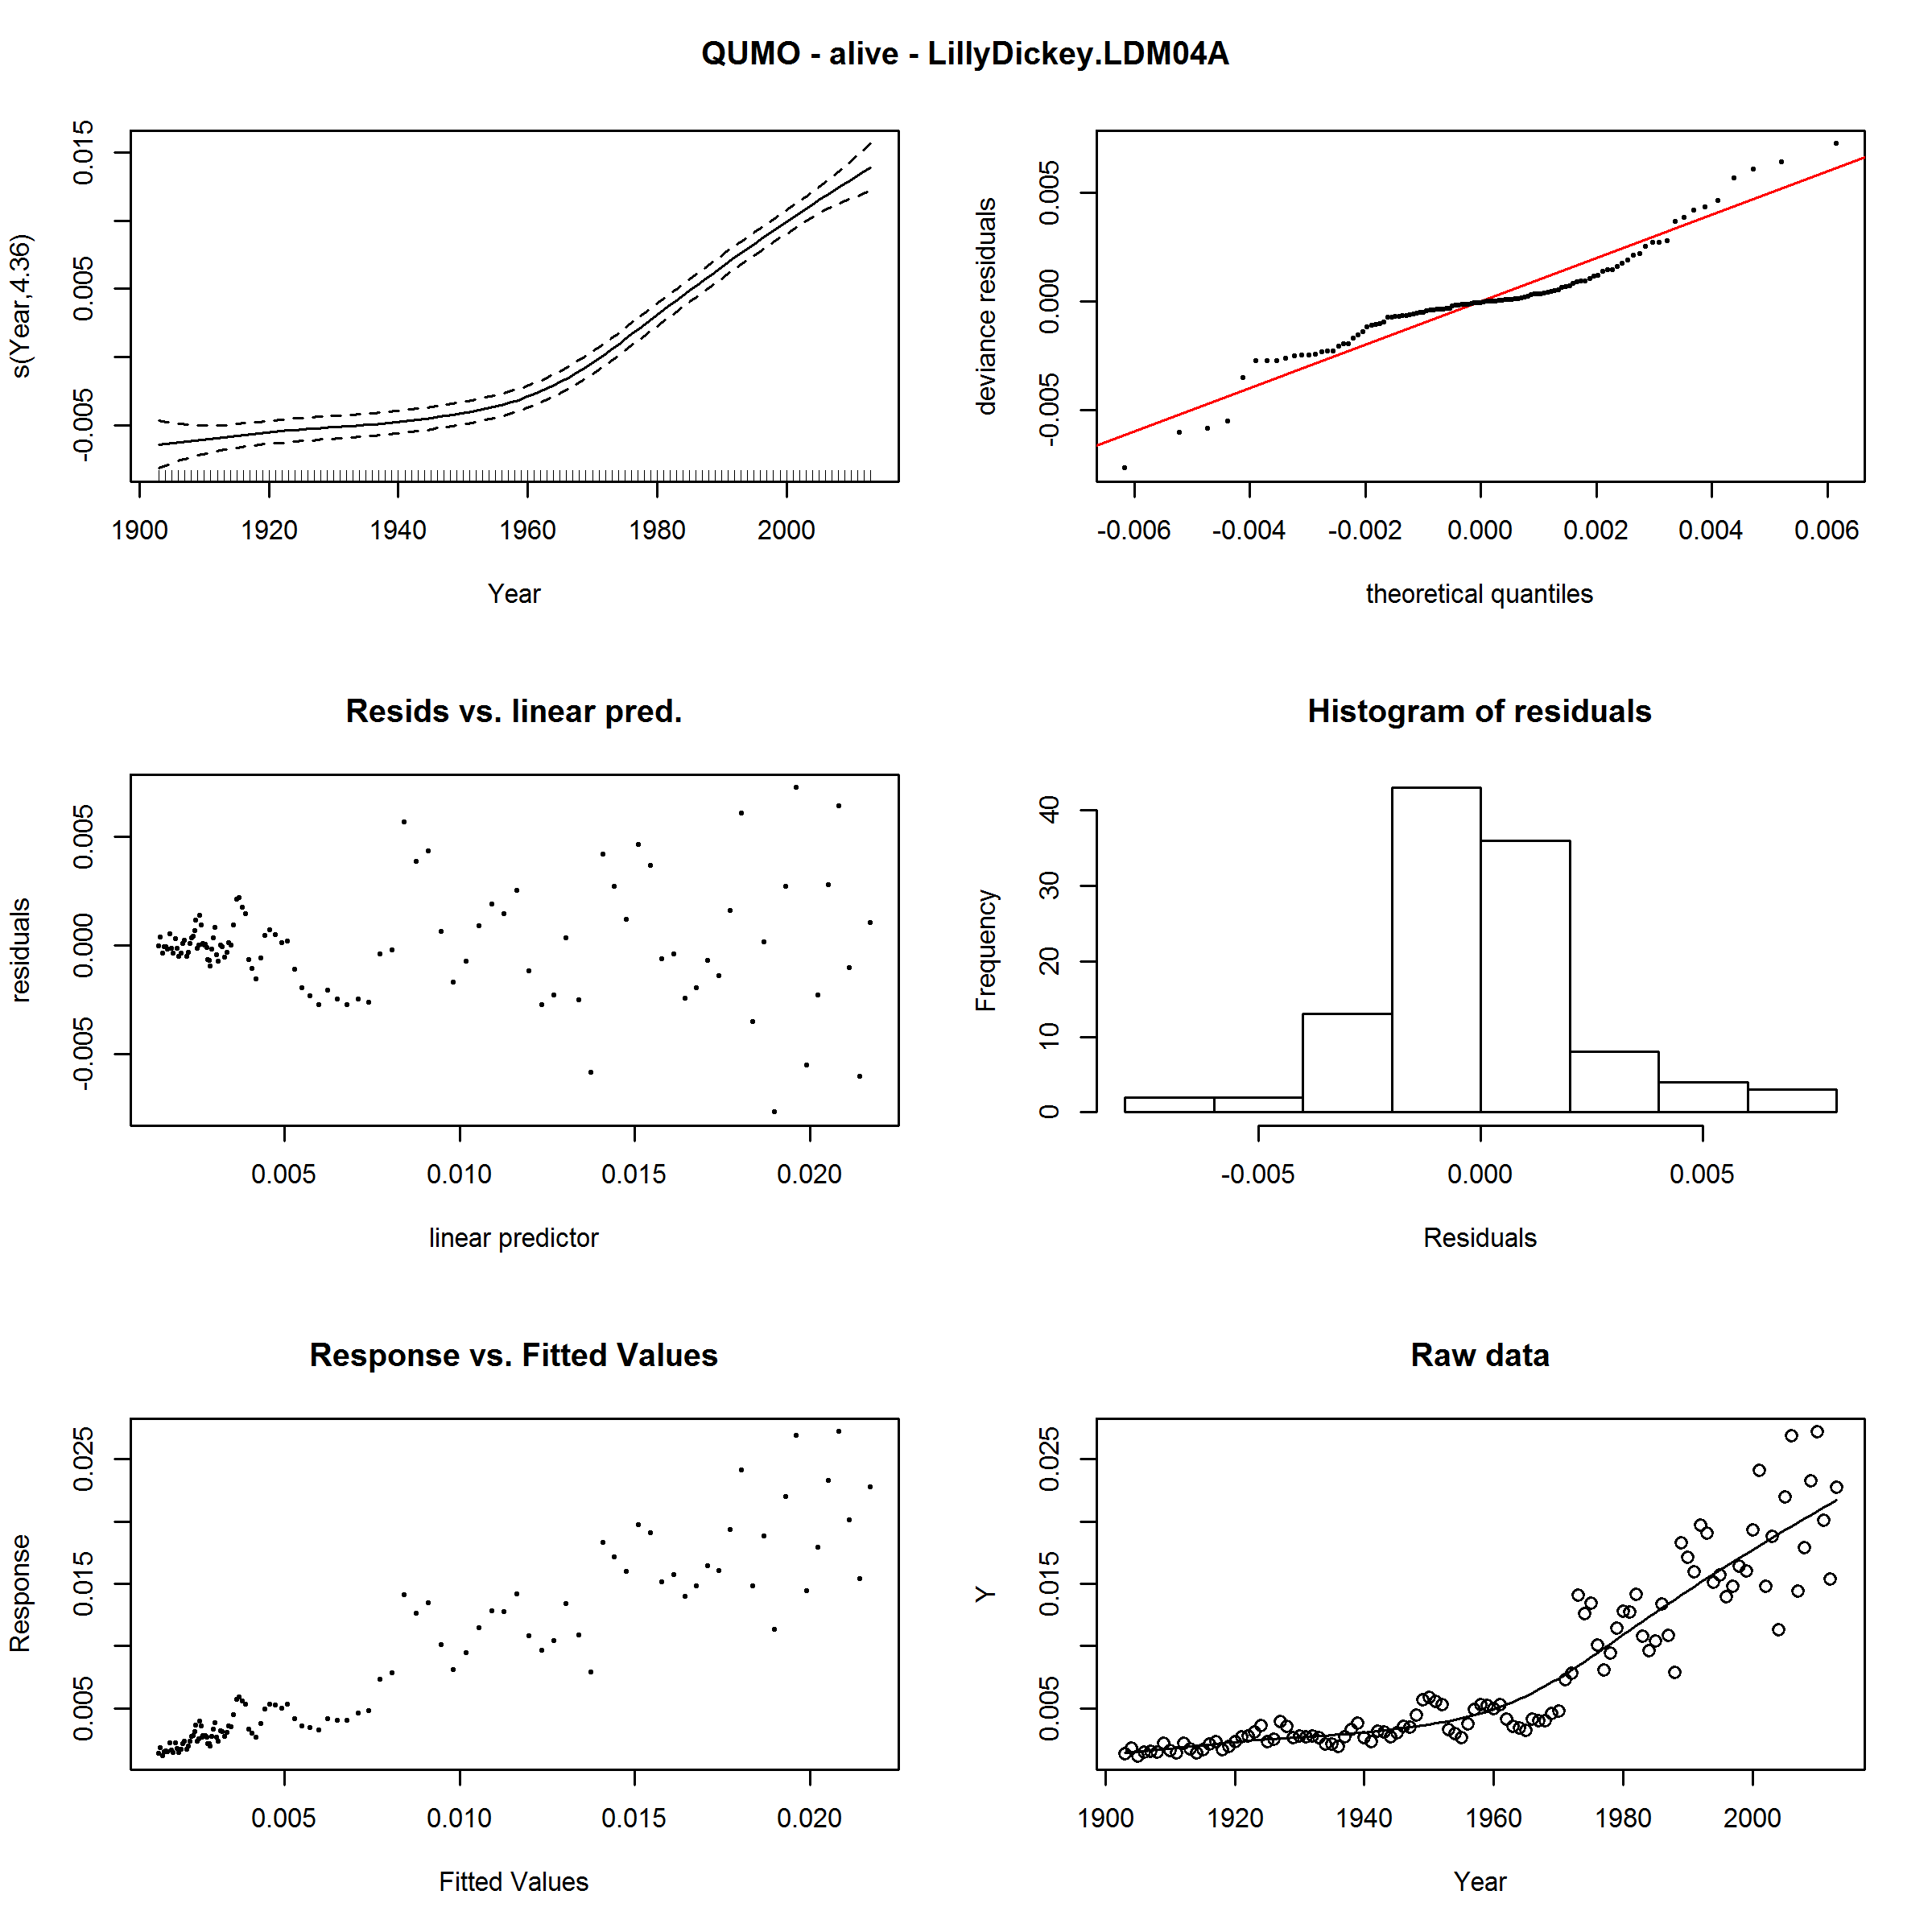 QUMO - alive - LillyDickey.LDM04A
s(Year,4.36)
-0.005 0.005 0.015
1900 1920 1940 1960 1980 2000
Year
deviance residuals
-0.005 0.000 0.005
-0.006 -0.004 -0.002 0.000 0.002 0.004 0.006
theoretical quantiles
Resids vs. linear pred.
residuals
-0.005 0.000 0.005
0.005 0.010 0.015 0.020
linear predictor
Histogram of residuals
Frequency
0 10 20 30 40
-0.005 0.000 0.005
Residuals
Response vs. Fitted Values
Response
0.005 0.015 0.025
0.005 0.010 0.015 0.020
Fitted Values
Raw data
Y
0.005 0.015 0.025
1900 1920 1940 1960 1980 2000
Year